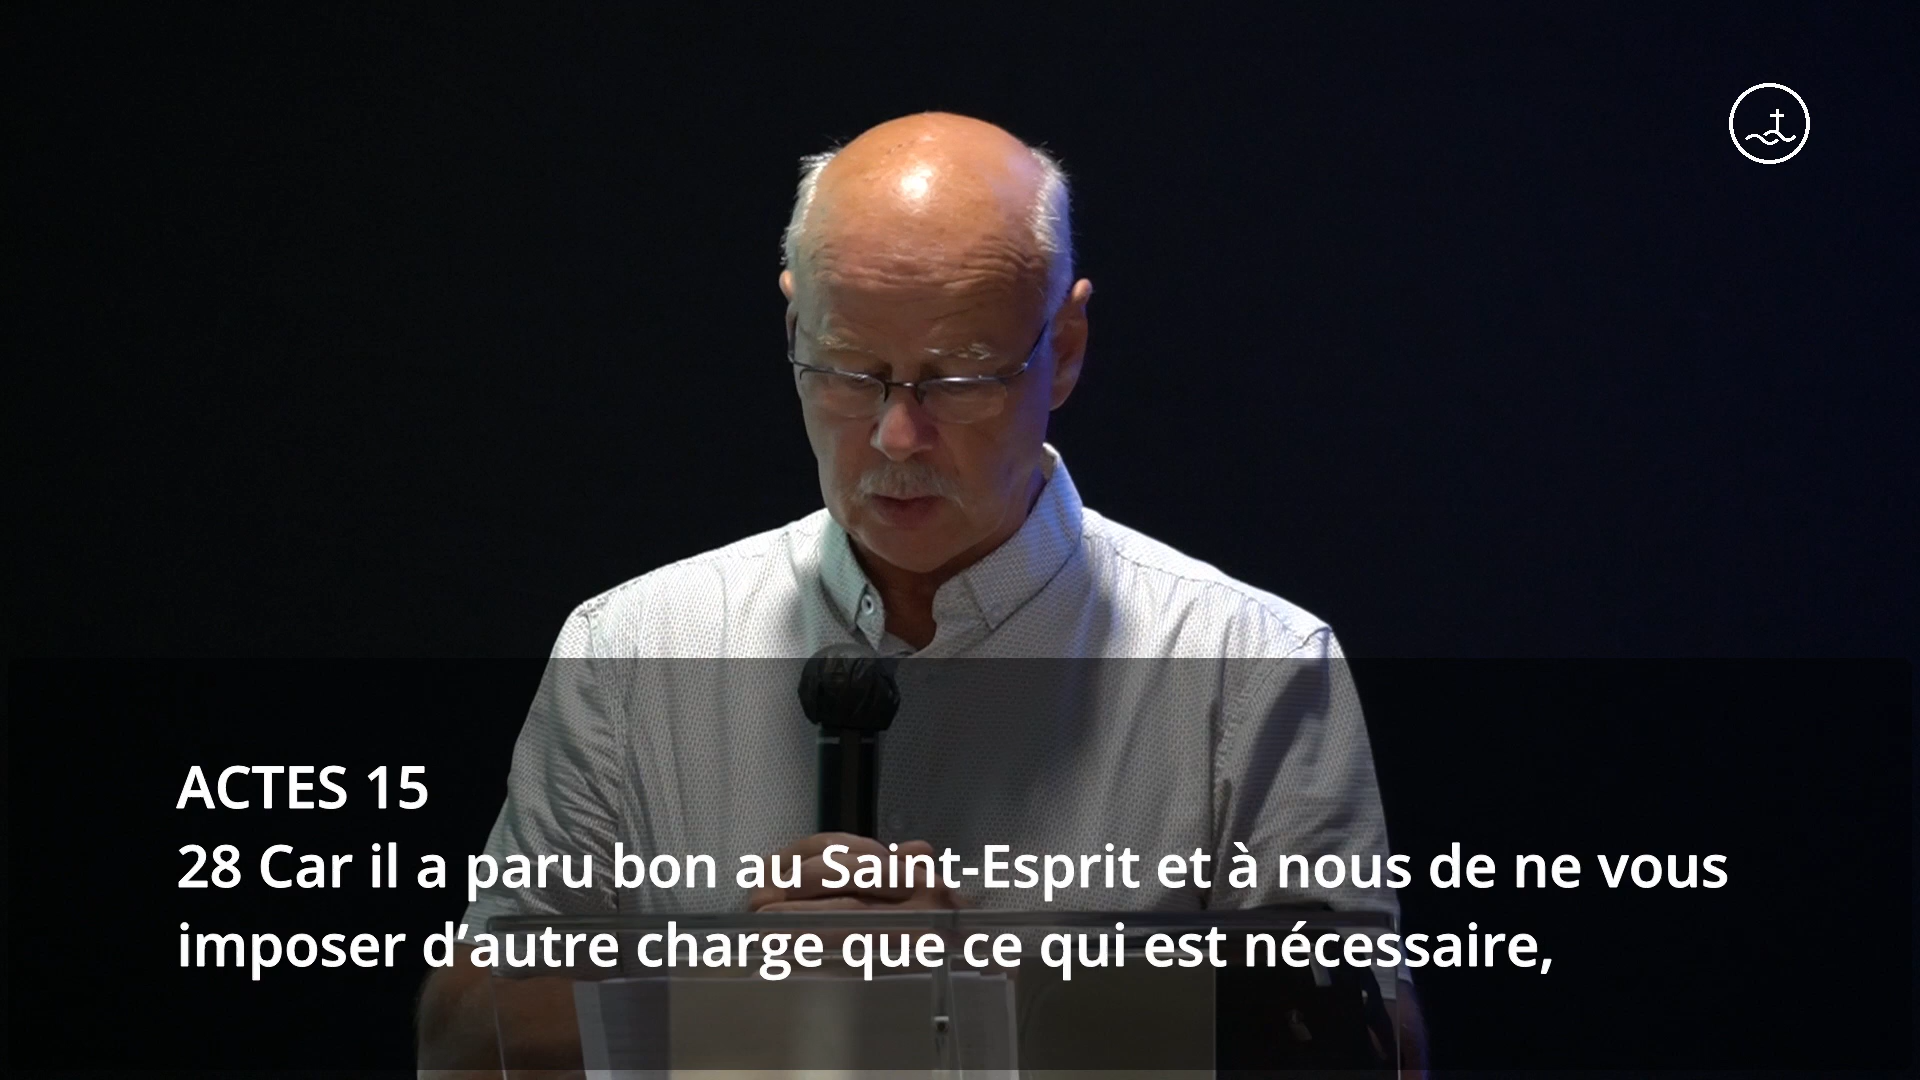 ACTES 15
28 Car il a paru bon au Saint-Esprit et à nous de ne vous
imposer d’autre charge que ce qui est nécessaire,